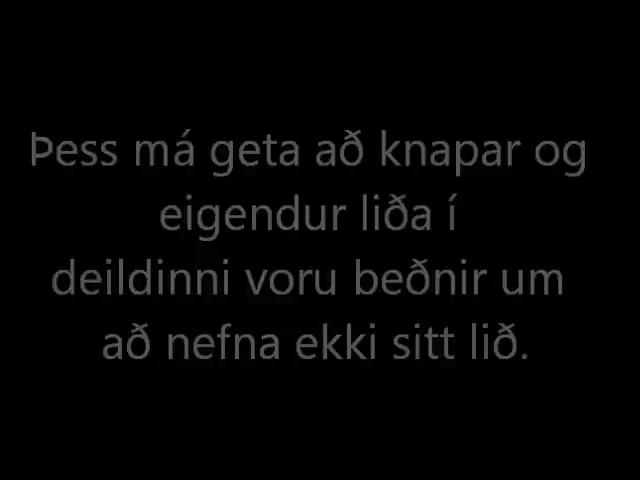 Þess má geta að knapar og
eigendur liða í
deildinni voru beðnir um
að nefna ekki sitt lið.